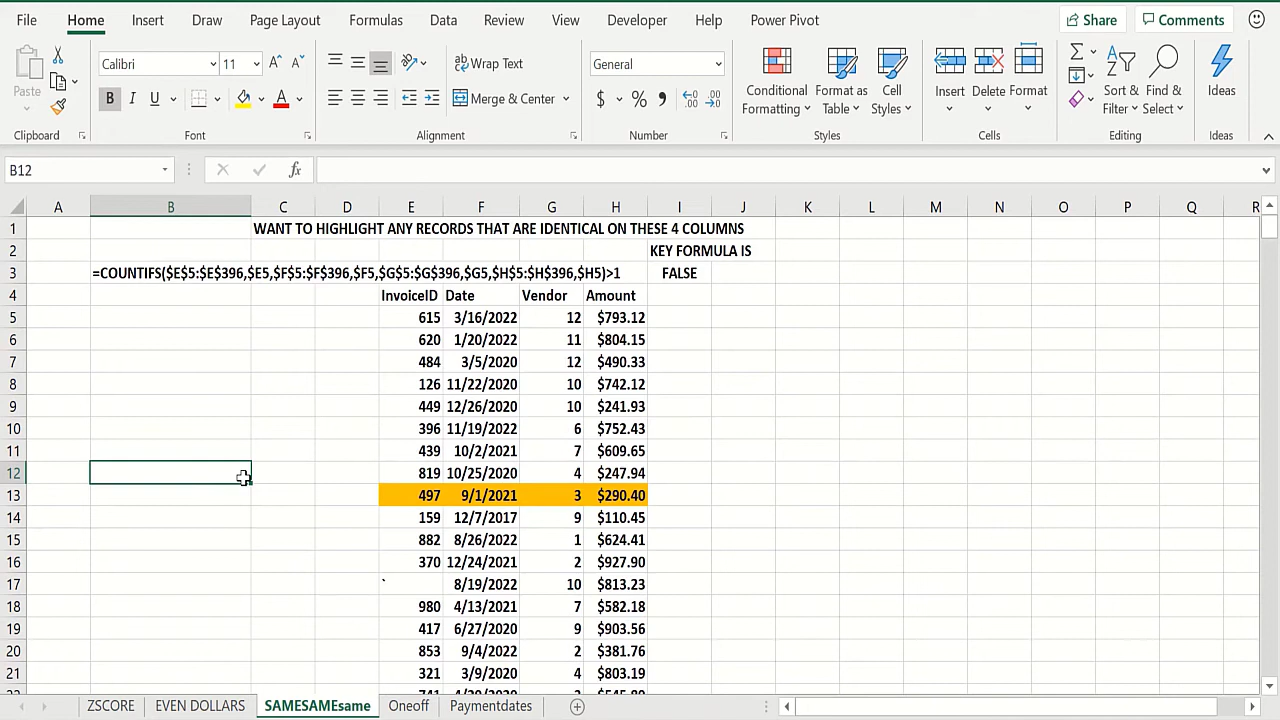 File Home Insert Draw Page Layout Formulas Data Review View Developer Help Power Pivot Share Comments
Paste Calibri 11 A A Wrap Text General Conditional Formatting Format as Table Cell Styles Insert Delete Format Sort & Filter Find & Select Ideas
B I U A Merge & Center $ % ,
Clipboard Font Alignment Number Styles Cells Editing Ideas
B12 fx
A B C D E F G H I J K L M N O P Q R
1 WANT TO HIGHLIGHT ANY RECORDS THAT ARE IDENTICAL ON THESE 4 COLUMNS
2 KEY FORMULA IS
3 =COUNTIFS($E$5:$E$396,$E5,$F$5:$F$396,$F5,$G$5:$G$396,$G5,$H$5:$H$396,$H5)>1 FALSE
4 InvoiceID Date Vendor Amount
5 615 3/16/2022 12 $793.12
6 620 1/20/2022 11 $804.15
7 484 3/5/2020 12 $490.33
8 126 11/22/2020 10 $742.12
9 449 12/26/2020 10 $241.93
10 396 11/19/2022 6 $752.43
11 439 10/2/2021 7 $609.65
12 819 10/25/2020 4 $247.94
13 497 9/1/2021 3 $290.40
14 159 12/7/2017 9 $110.45
15 882 8/26/2022 1 $624.41
16 370 12/24/2021 2 $927.90
17 ` 8/19/2022 10 $813.23
18 980 4/13/2021 7 $582.18
19 417 6/27/2020 9 $903.56
20 853 9/4/2022 2 $381.76
21 321 3/9/2020 4 $803.19
ZSCORE EVEN DOLLARS SAMESAMEsame Oneoff Paymentdates